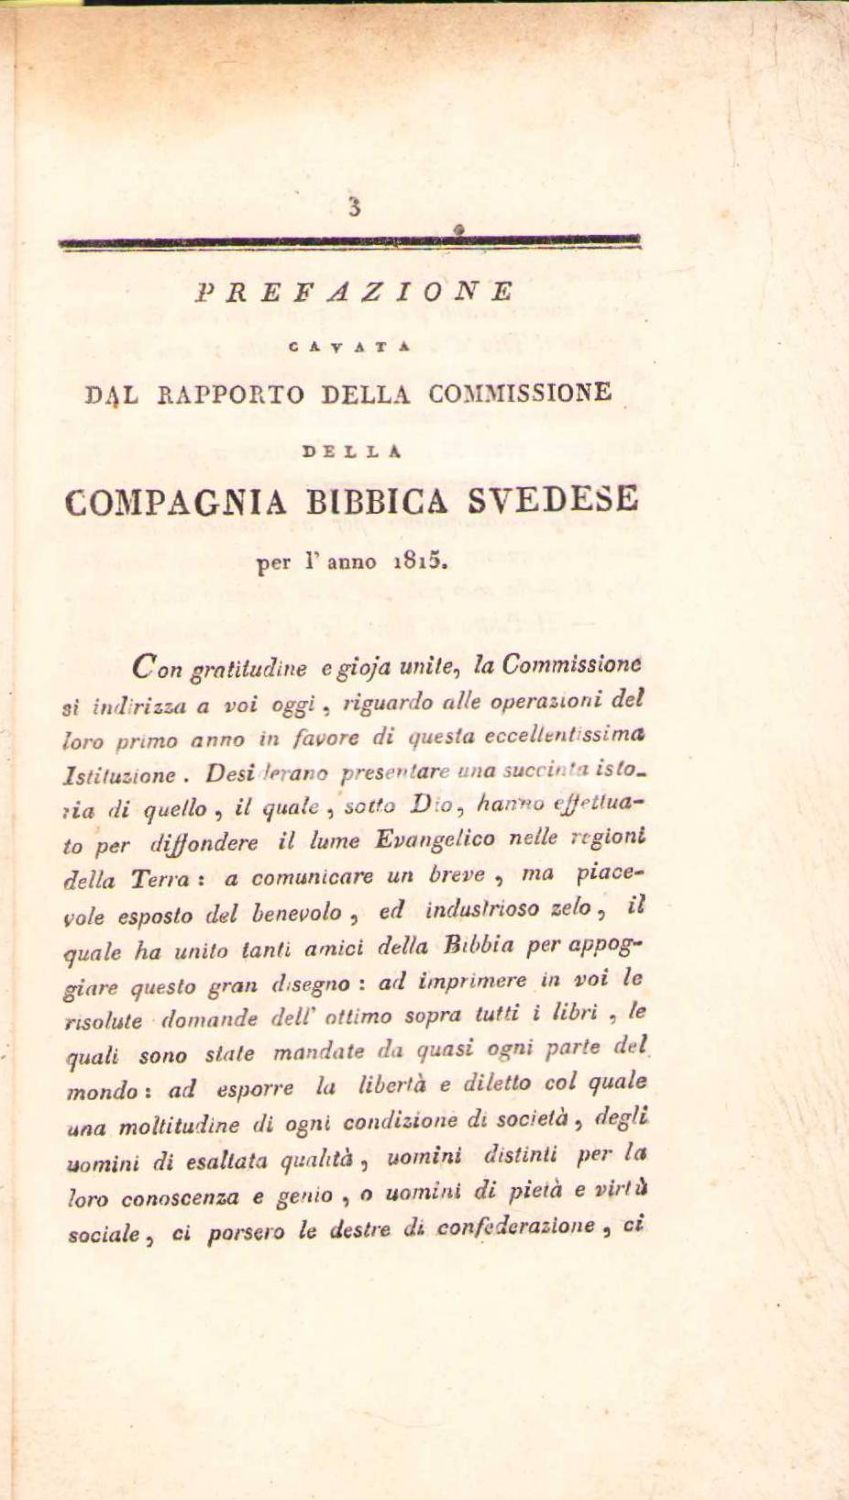 3
PREFAZIONE
CAVATA
DAL RAPPORTO DELLA COMMISSIONE
DELLA
COMPAGNIA BIBBICA SVEDESE
per l' anno 1815.
Con gratitudine e gioja unite, la Commissione
si indirizza a voi oggi, riguardo alle operazioni del
loro primo anno in favore di questa eccellentissima
Istituzione. Desiderano presentare una succinta isto-
ria di quello, il quale, sotto Dio, hanno effettua-
to per diffondere il lume Evangelico nelle regioni
della Terra: a comunicare un breve, ma piace-
vole esposto del benevolo, ed industrioso zelo, il
quale ha unito tanti amici della Bibbia per appog-
giare questo gran disegno: ad imprimere in voi le
risolute domande dell' ottimo sopra tutti i libri, le
quali sono state mandate da quasi ogni parte del
mondo: ad esporre la libertà e diletto col quale
una moltitudine di ogni condizione di società, degli
uomini di esaltata qualità, uomini distinti per la
loro conoscenza e genio, o uomini di pietà e virtù
sociale, ci porsero le destre di confederazione, ci